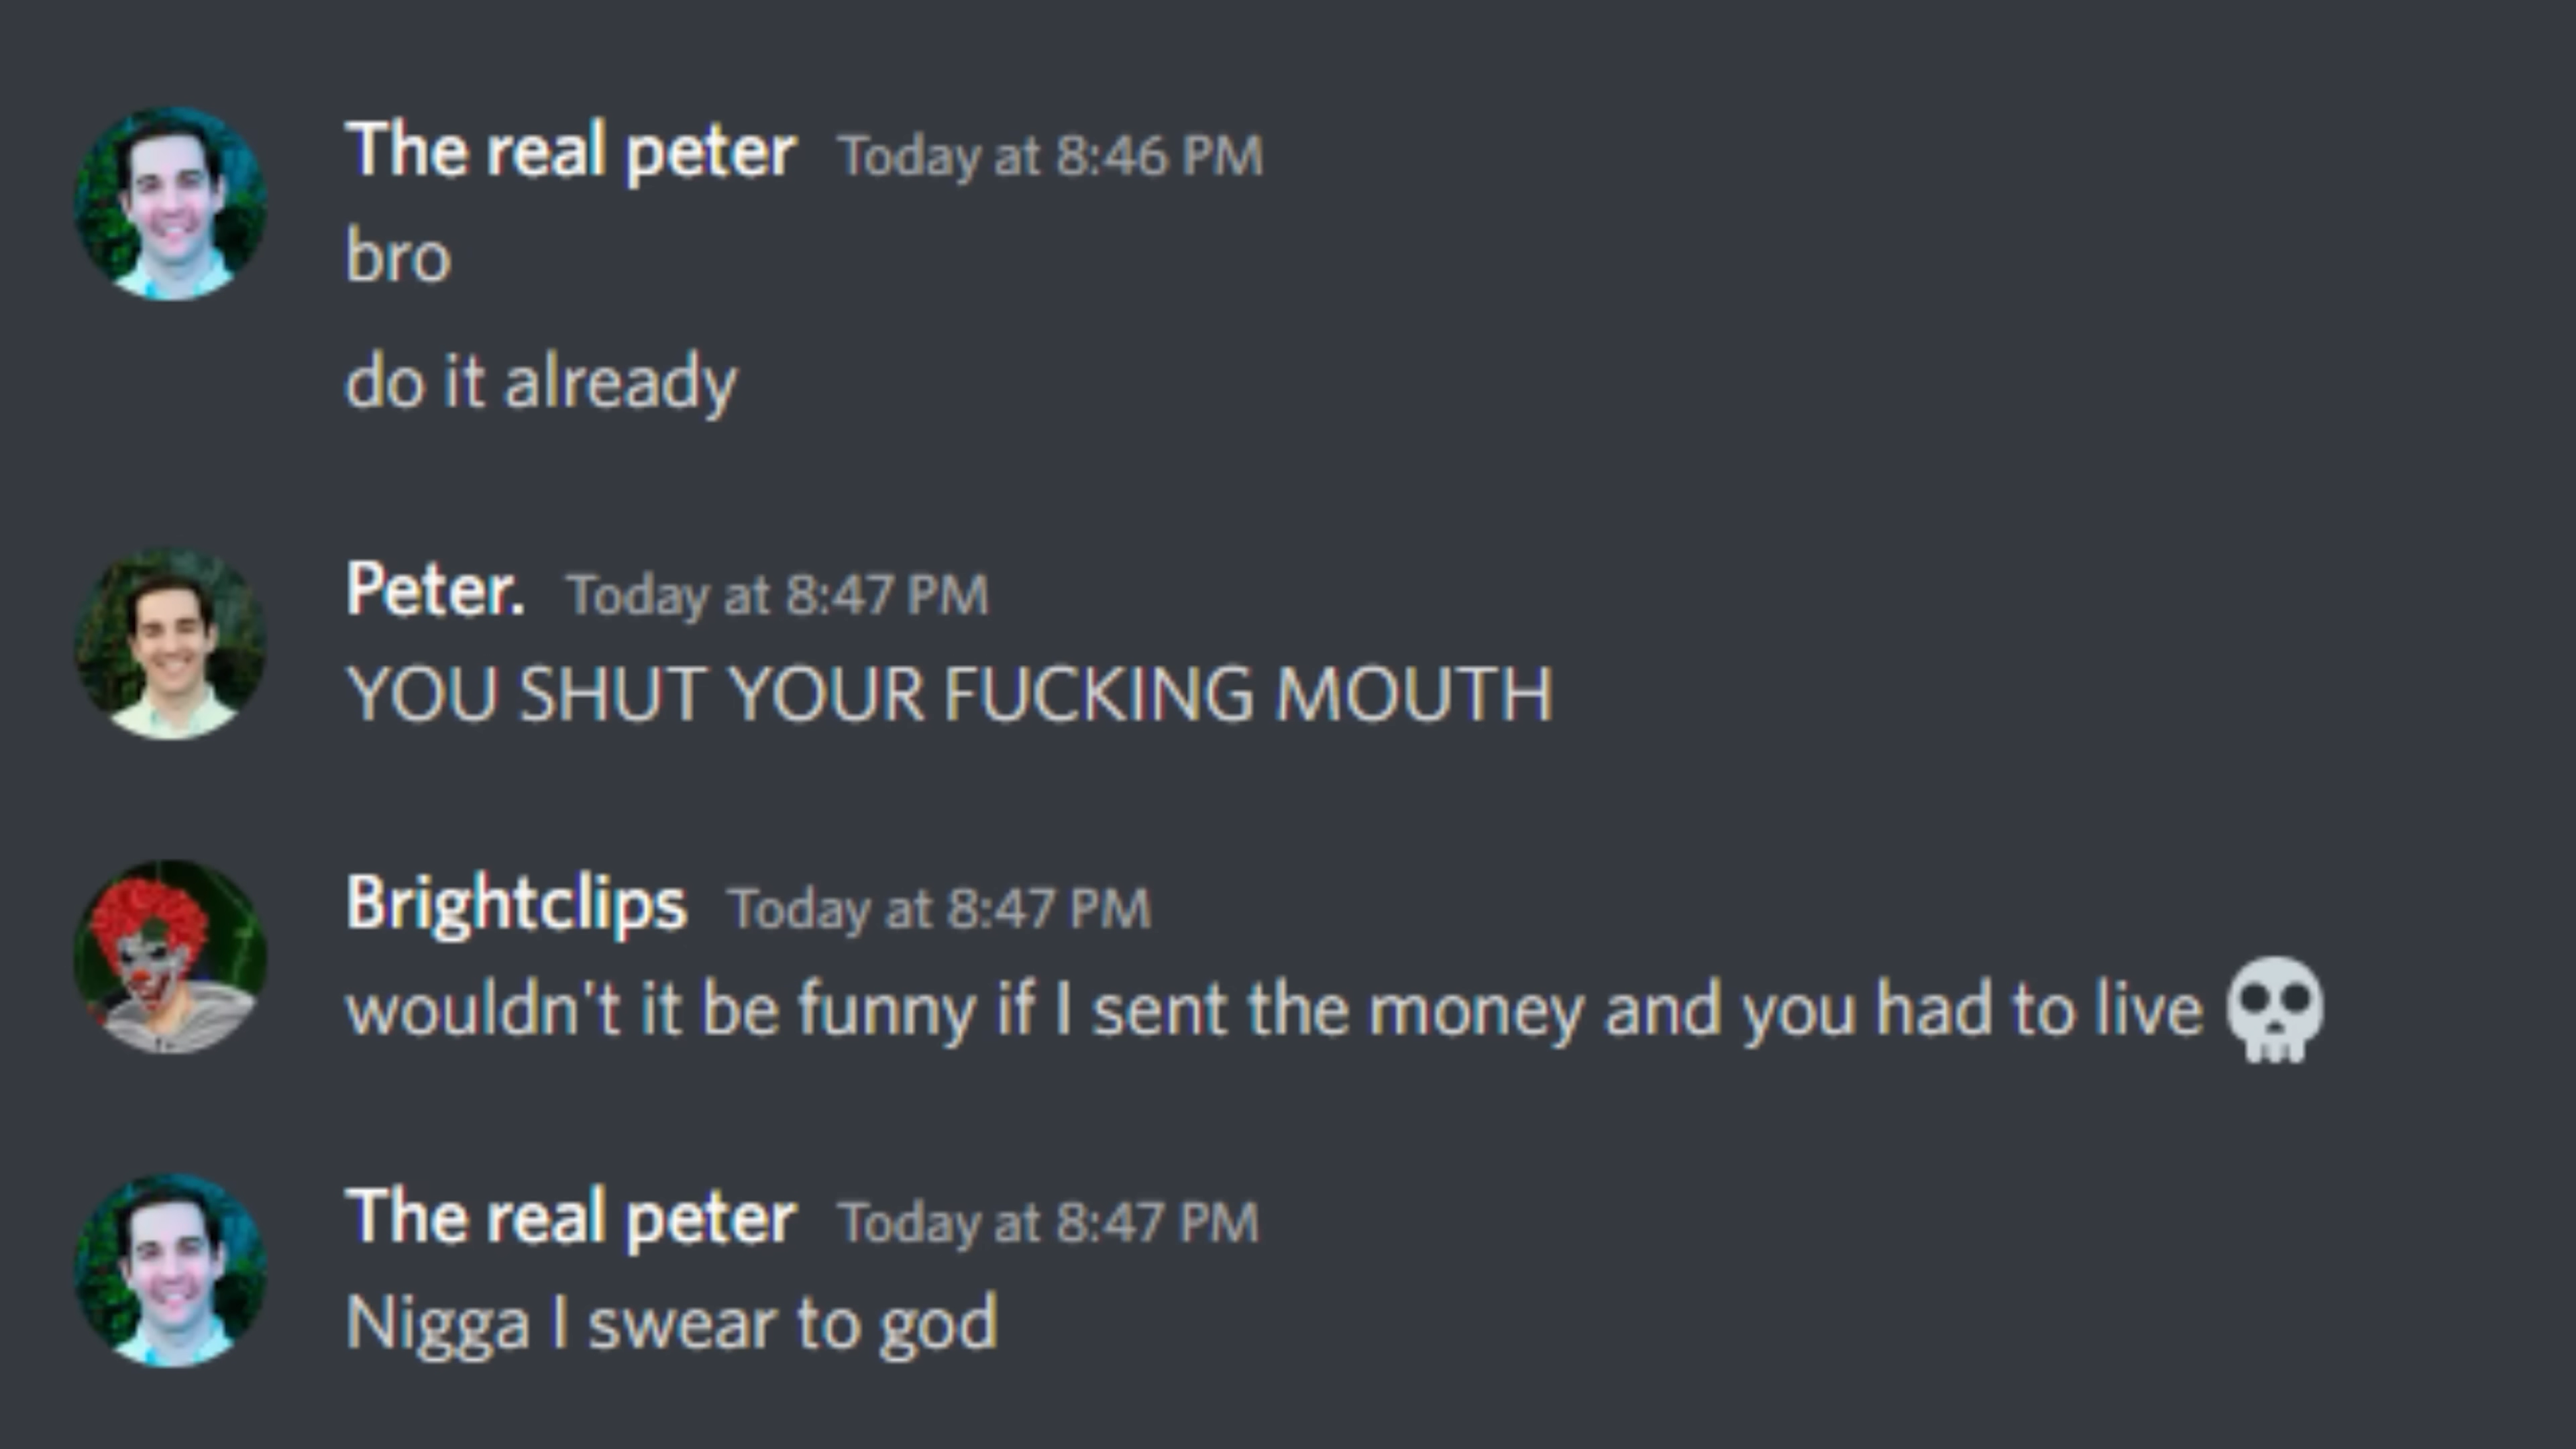 The real peter Today at 8:46 PM
bro
do it already
Peter. Today at 8:47 PM
YOU SHUT YOUR FUCKING MOUTH
Brightclips Today at 8:47 PM
wouldn't it be funny if I sent the money and you had to live 💀
The real peter Today at 8:47 PM
Nigga I swear to god